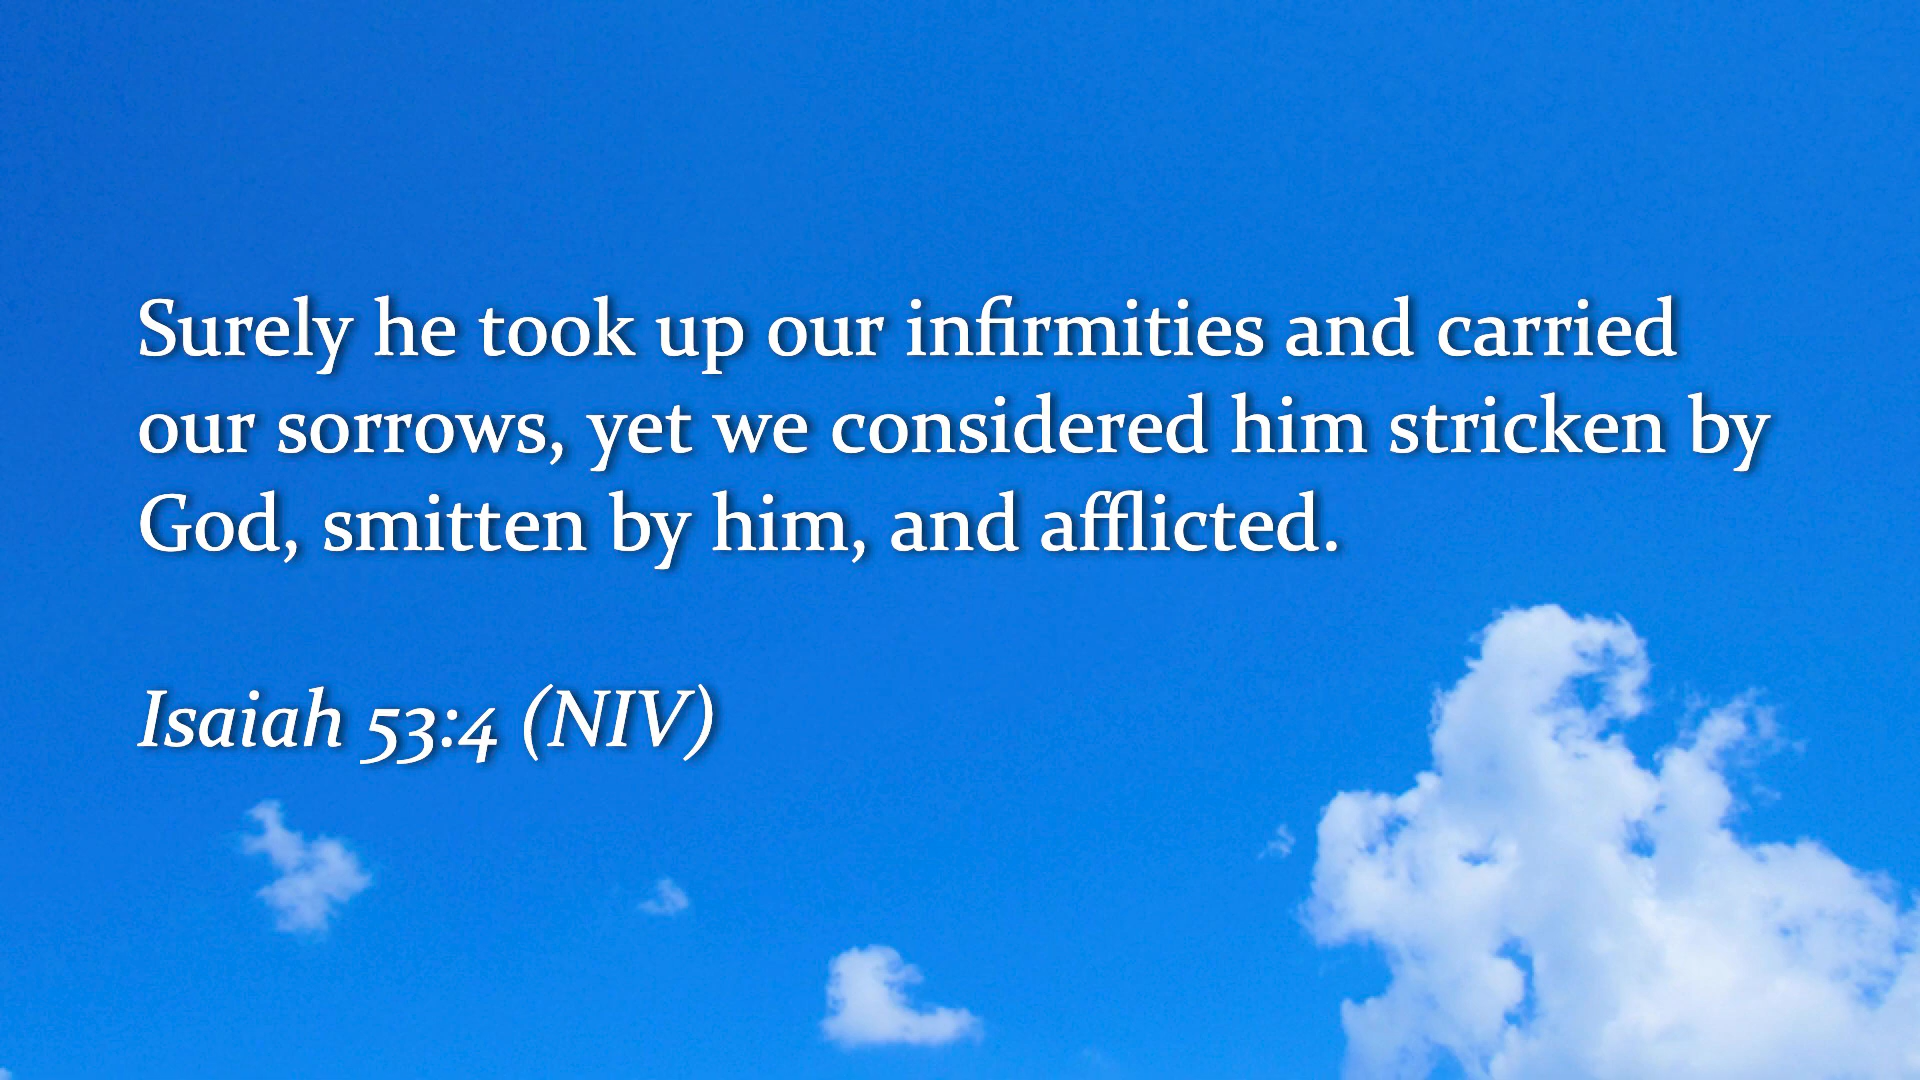 Surely he took up our infirmities and carried
our sorrows, yet we considered him stricken by
God, smitten by him, and afflicted.
Isaiah 53:4 (NIV)